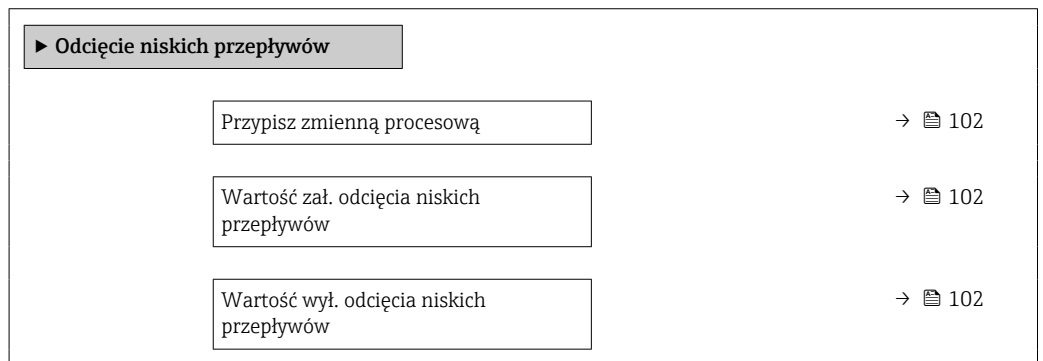 ▶ Odcięcie niskich przepływów
Przypisz zmienną procesową → 102
Wartość zał. odcięcia niskich → 102
przepływów
Wartość wył. odcięcia niskich → 102
przepływów